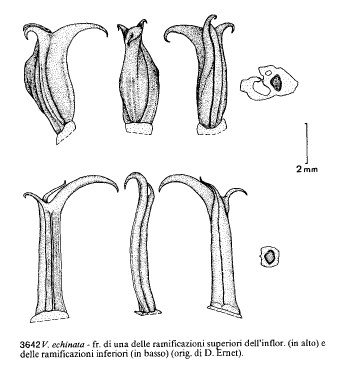 2 mm
3642 V. echinata - fr. di una delle ramificazioni superiori dell'inflor. (in alto) e
delle ramificazioni inferiori (in basso) (orig. di D. Ernet).